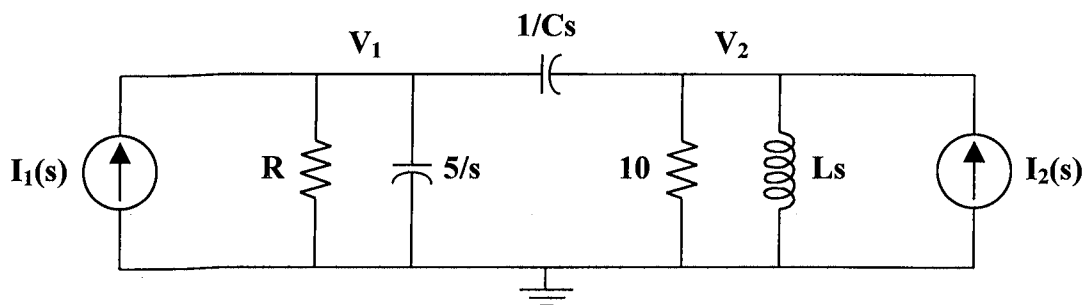 1/Cs
V₁ V₂
I₁(s) R 5/s 10 Ls I₂(s)